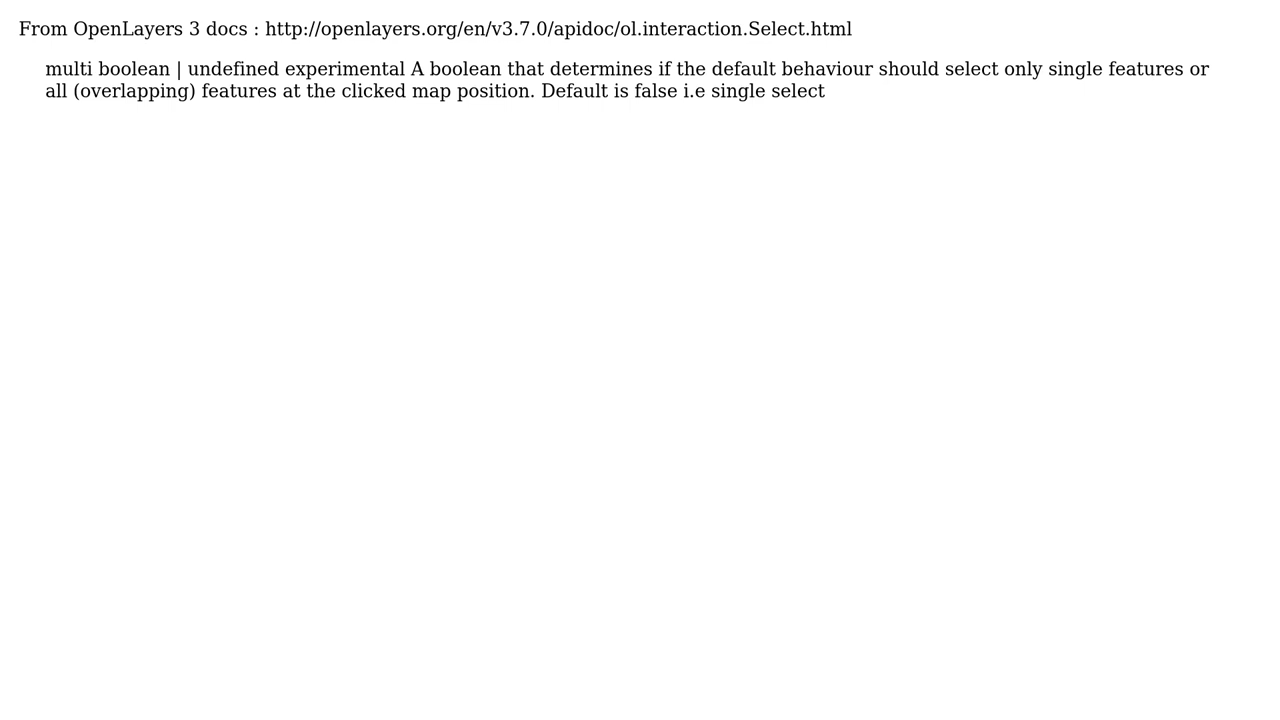 From OpenLayers 3 docs : http://openlayers.org/en/v3.7.0/apidoc/ol.interaction.Select.html
multi boolean | undefined experimental A boolean that determines if the default behaviour should select only single features or
all (overlapping) features at the clicked map position. Default is false i.e single select